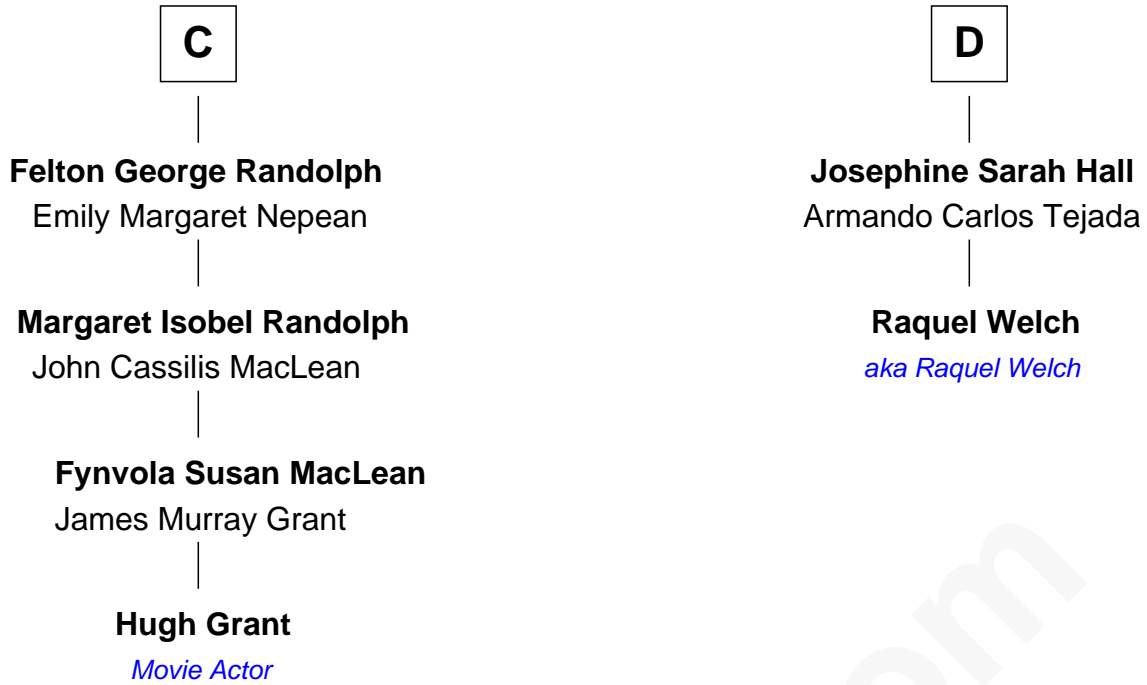 C
Felton George Randolph
Emily Margaret Nepean
Margaret Isobel Randolph
John Cassilis MacLean
Fynvola Susan MacLean
James Murray Grant
Hugh Grant
Movie Actor
D
Josephine Sarah Hall
Armando Carlos Tejada
Raquel Welch
aka Raquel Welch
om